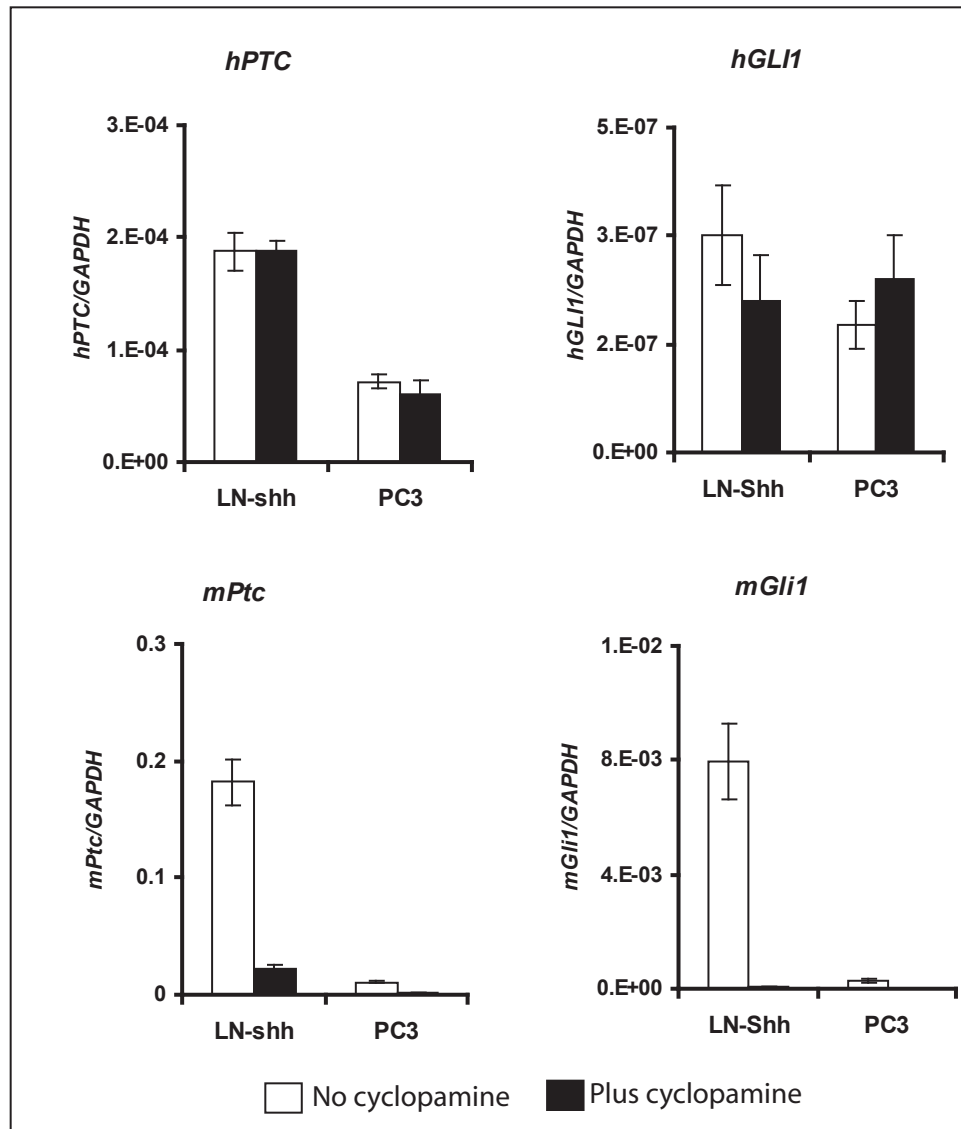 hPTC
3.E-04
2.E-04
1.E-04
0.E+00
hPTC/GAPDH
LN-shh PC3
hGLI1
5.E-07
3.E-07
2.E-07
0.E+00
hGLI1/GAPDH
LN-Shh PC3
mPtc
0.3
0.2
0.1
0
mPtc/GAPDH
LN-shh PC3
mGli1
1.E-02
8.E-03
4.E-03
0.E+00
mGli1/GAPDH
LN-Shh PC3
No cyclopamine Plus cyclopamine